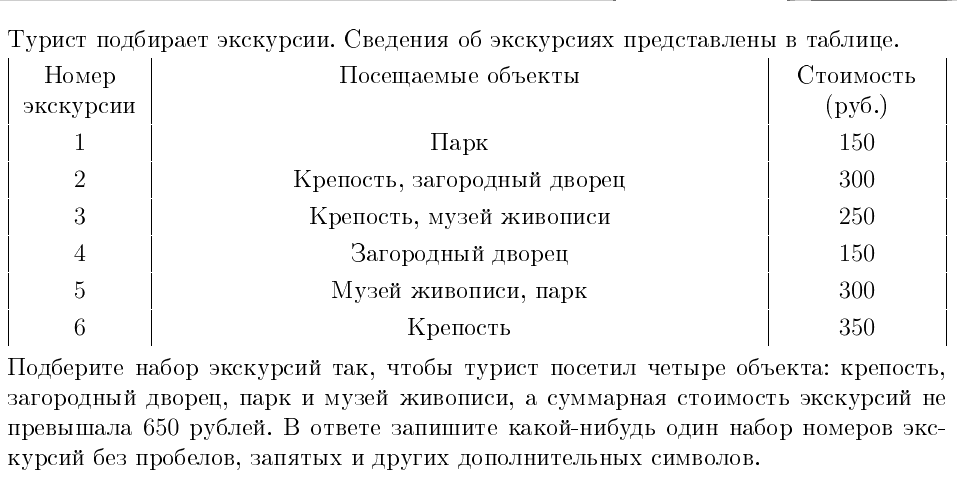 Турист подбирает экскурсии. Сведения об экскурсиях представлены в таблице.
Номер экскурсии Посещаемые объекты Стоимость (руб.)
1 Парк 150
2 Крепость, загородный дворец 300
3 Крепость, музей живописи 250
4 Загородный дворец 150
5 Музей живописи, парк 300
6 Крепость 350
Подберите набор экскурсий так, чтобы турист посетил четыре объекта: крепость,
загородный дворец, парк и музей живописи, а суммарная стоимость экскурсий не
превышала 650 рублей. В ответе запишите какой-нибудь один набор номеров экс-
курсий без пробелов, запятых и других дополнительных символов.